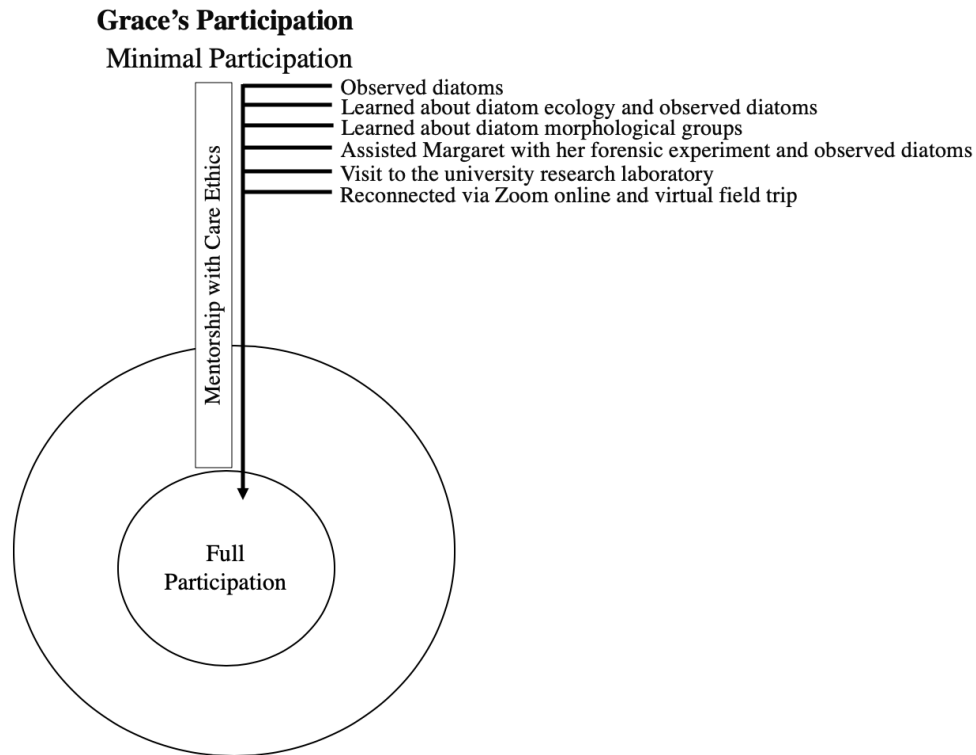 Grace’s Participation
Minimal Participation
Observed diatoms
Learned about diatom ecology and observed diatoms
Learned about diatom morphological groups
Assisted Margaret with her forensic experiment and observed diatoms
Visit to the university research laboratory
Reconnected via Zoom online and virtual field trip
Mentorship with Care Ethics
Full
Participation